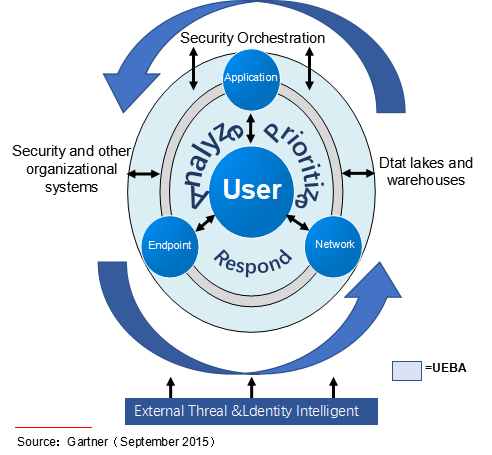 Security Orchestration
Application
Analyze
Prioritize
Security and other
organizational
systems
Dtat lakes and
warehouses
User
Endpoint
Network
Respond
=UEBA
External Threal &Ldentity Intelligent
Source: Gartner（September 2015）